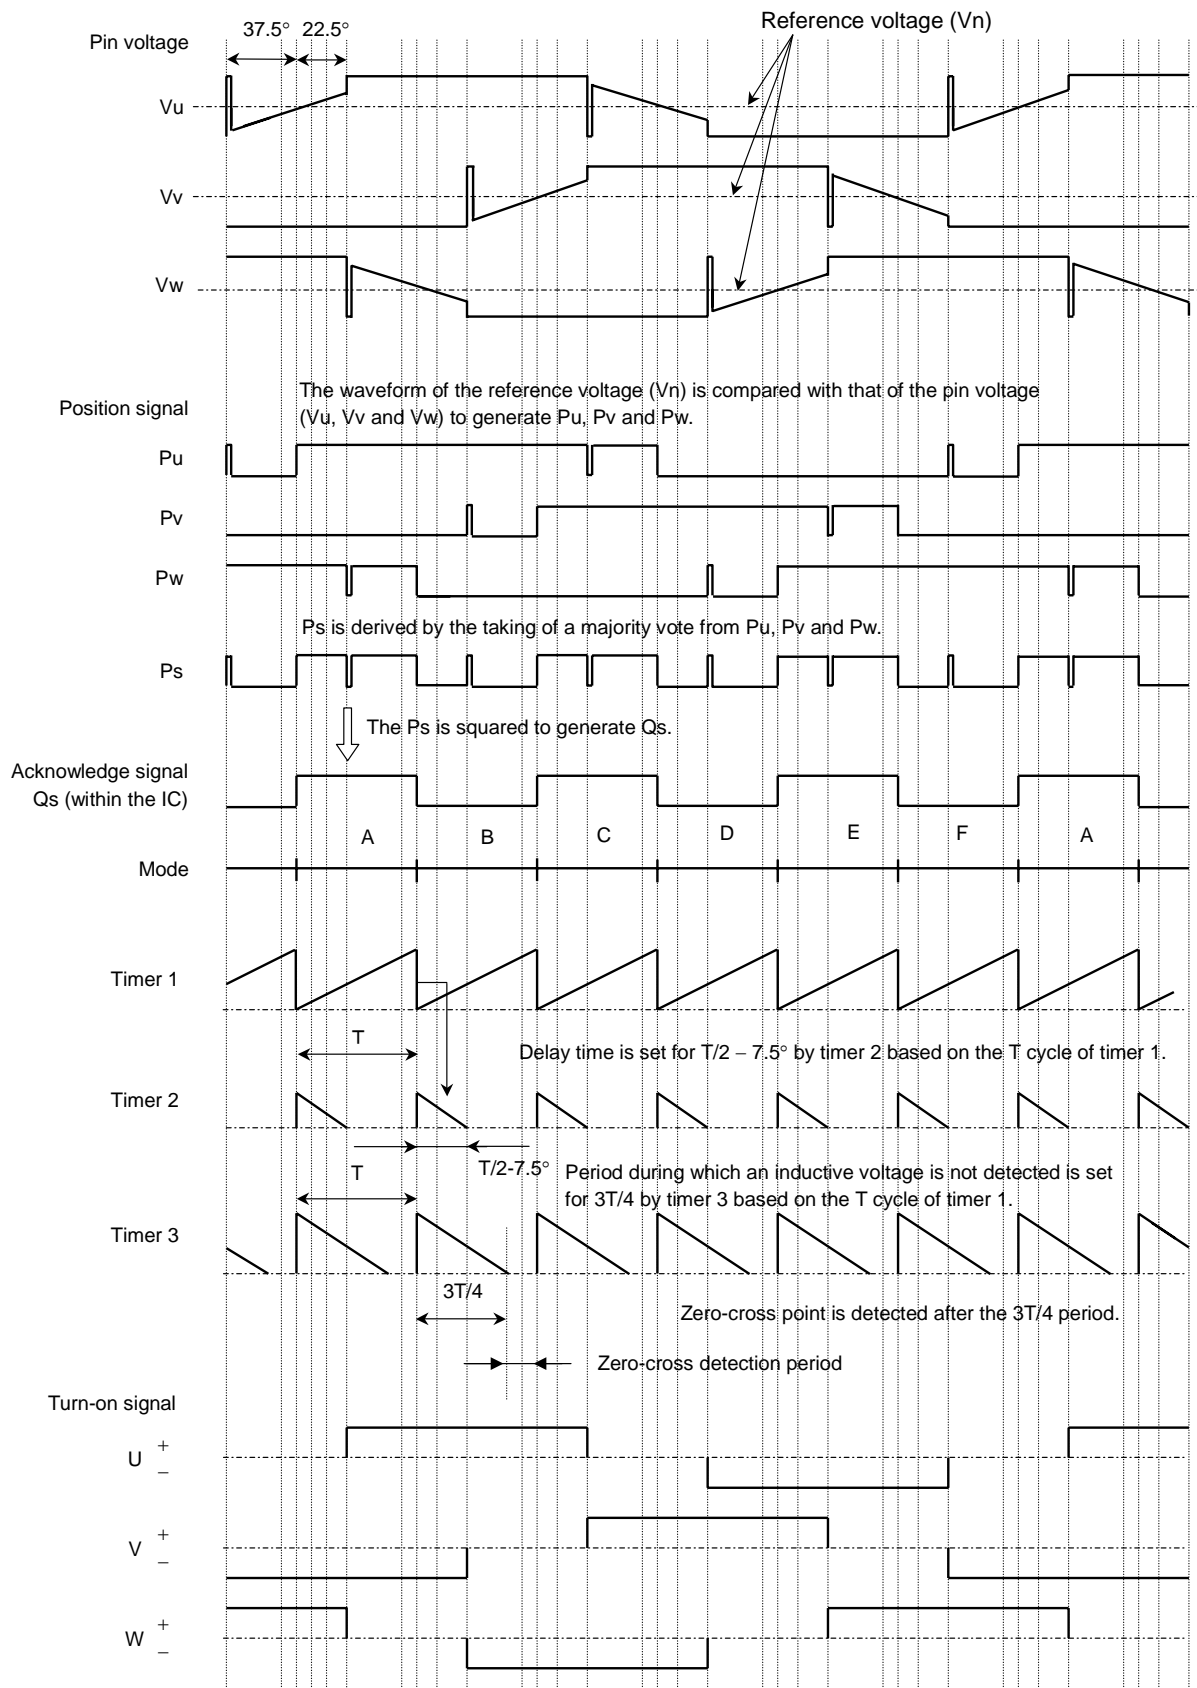 37.5° 22.5°
Reference voltage (Vn)
Pin voltage
Vu
Vv
Vw
The waveform of the reference voltage (Vn) is compared with that of the pin voltage
(Vu, Vv and Vw) to generate Pu, Pv and Pw.
Position signal
Pu
Pv
Pw
Ps is derived by the taking of a majority vote from Pu, Pv and Pw.
Ps
The Ps is squared to generate Qs.
Acknowledge signal
Qs (within the IC)
A B C D E F A
Mode
Timer 1
T
Delay time is set for T/2 − 7.5° by timer 2 based on the T cycle of timer 1.
Timer 2
T/2-7.5°
T
Period during which an inductive voltage is not detected is set
for 3T/4 by timer 3 based on the T cycle of timer 1.
Timer 3
3T/4
Zero-cross point is detected after the 3T/4 period.
Zero-cross detection period
Turn-on signal
+
U
−
+
V
−
+
W
−